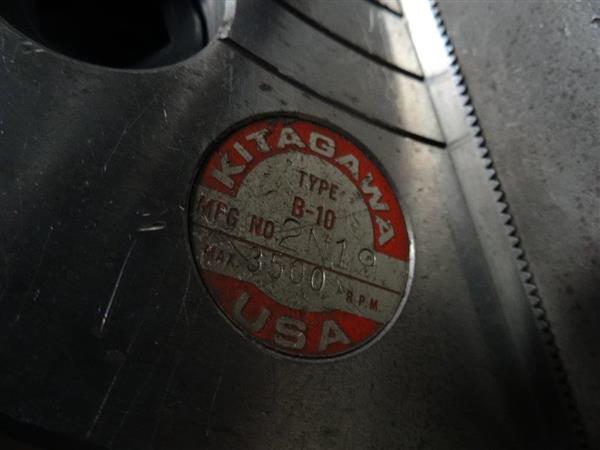 KITAGAWA
TYPE
B-10
MFG NO. 2N19
MAX. 3500 R.P.M
USA